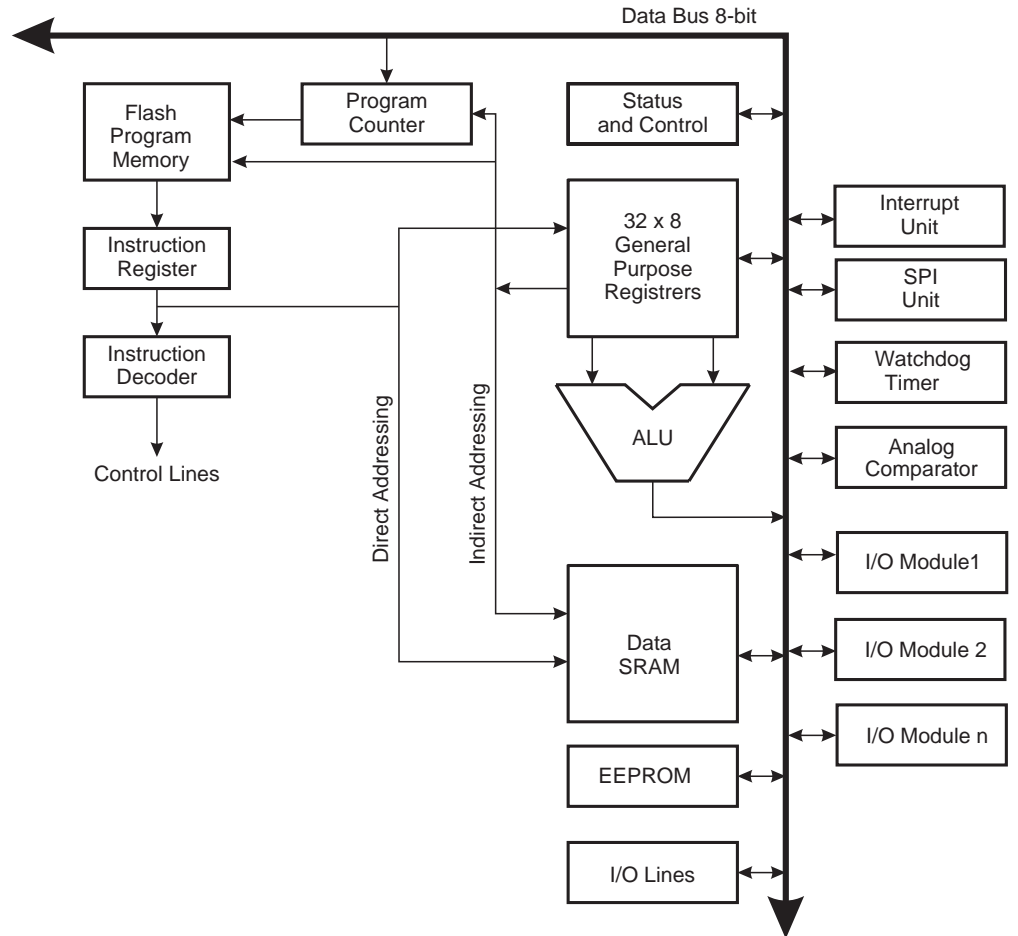 Data Bus 8-bit
Flash
Program
Memory
Program
Counter
Status
and Control
Instruction
Register
32 x 8
General
Purpose
Registrers
Interrupt
Unit
SPI
Unit
Instruction
Decoder
Watchdog
Timer
Control Lines
Direct Addressing
Indirect Addressing
ALU
Analog
Comparator
I/O Module1
Data
SRAM
I/O Module 2
I/O Module n
EEPROM
I/O Lines